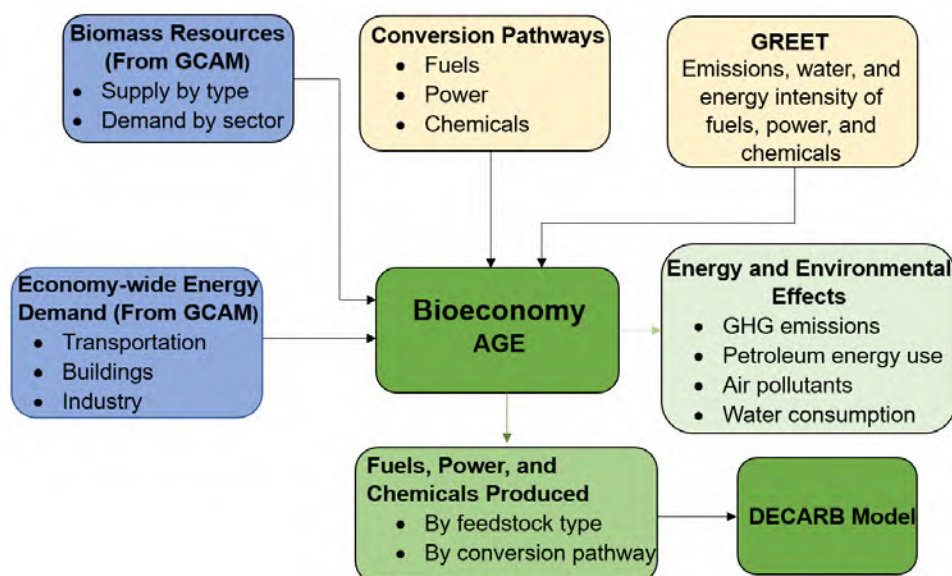 Biomass Resources
(From GCAM)
• Supply by type
• Demand by sector
Conversion Pathways
• Fuels
• Power
• Chemicals
GREET
Emissions, water, and
energy intensity of
fuels, power, and
chemicals
Economy-wide Energy
Demand (From GCAM)
• Transportation
• Buildings
• Industry
Bioeconomy
AGE
Energy and Environmental
Effects
• GHG emissions
• Petroleum energy use
• Air pollutants
• Water consumption
Fuels, Power, and
Chemicals Produced
• By feedstock type
• By conversion pathway
DECARB Model